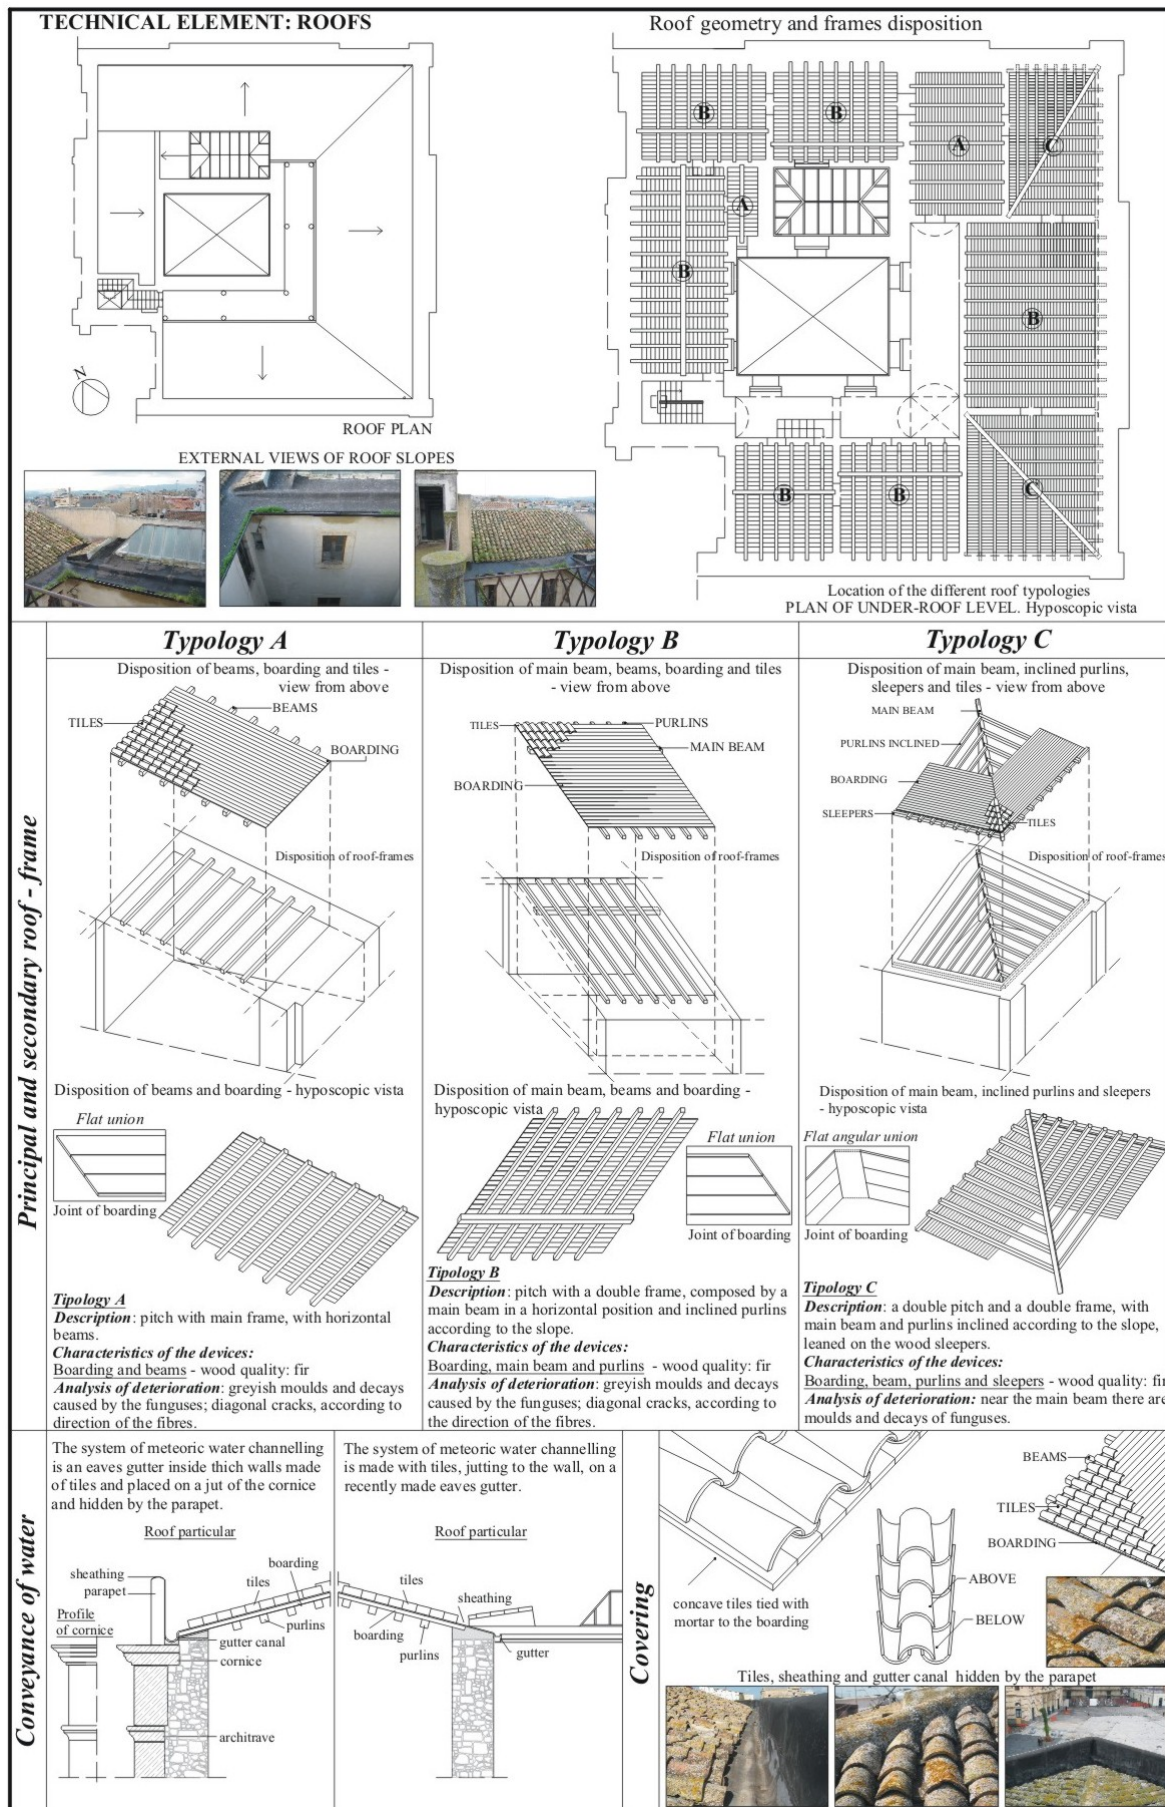 TECHNICAL ELEMENT: ROOFS
N
ROOF PLAN
EXTERNAL VIEWS OF ROOF SLOPES
Roof geometry and frames disposition
B
B
A
C
A
B
B
B
B
C
Location of the different roof typologies
PLAN OF UNDER-ROOF LEVEL. Hyposcopic vista
Principal and secondary roof - frame
Typology A
Disposition of beams, boarding and tiles -
view from above
BEAMS
TILES
BOARDING
Disposition of roof-frames
Disposition of beams and boarding - hyposcopic vista
Flat union
Joint of boarding
Tipology A
Description: pitch with main frame, with horizontal
beams.
Characteristics of the devices:
Boarding and beams - wood quality: fir
Analysis of deterioration: greyish moulds and decays
caused by the funguses; diagonal cracks, according to
direction of the fibres.
Typology B
Disposition of main beam, beams, boarding and tiles
- view from above
TILES
PURLINS
MAIN BEAM
BOARDING
Disposition of roof-frames
Disposition of main beam, beams and boarding -
hyposcopic vista
Flat union
Joint of boarding
Tipology B
Description: pitch with a double frame, composed by a
main beam in a horizontal position and inclined purlins
according to the slope.
Characteristics of the devices:
Boarding, main beam and purlins - wood quality: fir
Analysis of deterioration: greyish moulds and decays
caused by the funguses; diagonal cracks, according to
the direction of the fibres.
Typology C
Disposition of main beam, inclined purlins,
sleepers and tiles - view from above
MAIN BEAM
PURLINS INCLINED
BOARDING
SLEEPERS
TILES
Disposition of roof-frames
Disposition of main beam, inclined purlins and sleepers
- hyposcopic vista
Flat angular union
Joint of boarding
Tipology C
Description: a double pitch and a double frame, with
main beam and purlins inclined according to the slope,
leaned on the wood sleepers.
Characteristics of the devices:
Boarding, beam, purlins and sleepers - wood quality: fir
Analysis of deterioration: near the main beam there are
moulds and decays of funguses.
Conveyance of water
The system of meteoric water channelling
is an eaves gutter inside thich walls made
of tiles and placed on a jut of the cornice
and hidden by the parapet.
Roof particular
boarding
sheathing
tiles
parapet
Profile
of cornice
purlins
gutter canal
cornice
architrave
The system of meteoric water channelling
is made with tiles, jutting to the wall, on a
recently made eaves gutter.
Roof particular
tiles
sheathing
boarding
purlins
gutter
Covering
concave tiles tied with
mortar to the boarding
BEAMS
TILES
BOARDING
ABOVE
BELOW
Tiles, sheathing and gutter canal hidden by the parapet